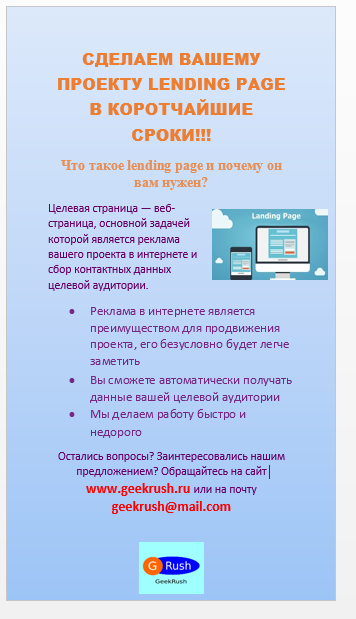 СДЕЛАЕМ ВАШЕМУ
ПРОЕКТУ LENDING PAGE
В КОРОТЧАЙШИЕ
СРОКИ!!!
Что такое lending page и почему он
вам нужен?
Целевая страница — веб-
страница, основной задачей
которой является реклама
вашего проекта в интернете и
сбор контактных данных
целевой аудитории.
Landing Page
• Реклама в интернете является
преимуществом для продвижения
проекта, его безусловно будет легче
заметить
• Вы сможете автоматически получать
данные вашей целевой аудитории
• Мы делаем работу быстро и
недорого
Остались вопросы? Заинтересовались нашим
предложением? Обращайтесь на сайт
www.geekrush.ru или на почту
geekrush@mail.com
G Rush
GeekRush